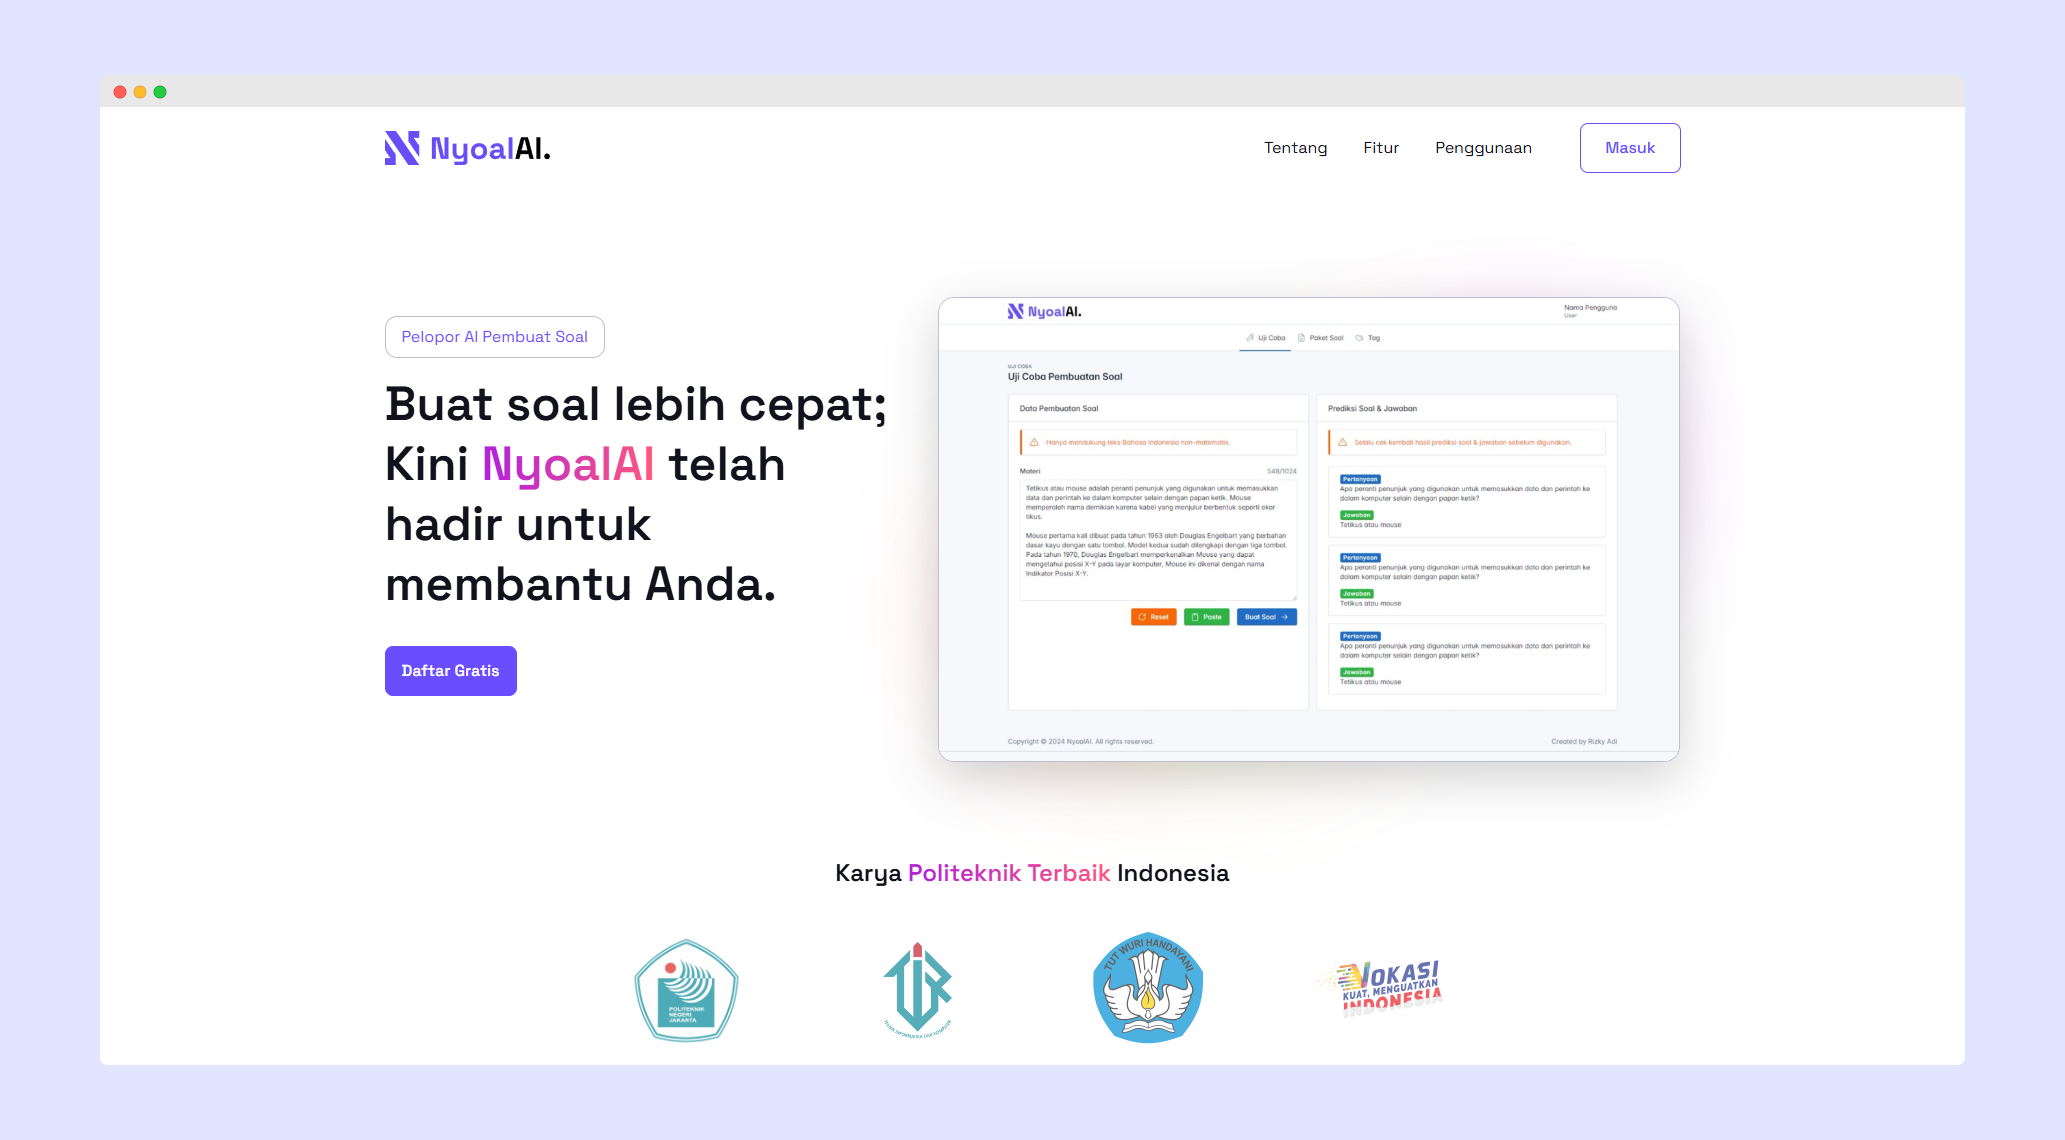 NyoalAI.
Tentang
Fitur
Penggunaan
Masuk
Pelopor AI Pembuat Soal
Buat soal lebih cepat;
Kini NyoalAI telah
hadir untuk
membantu Anda.
Daftar Gratis
NyoalAI.
Nama Pengguna
User
Uji Coba
Paket Soal
Tag
UJI COBA
Uji Coba Pembuatan Soal
Data Pembuatan Soal
Hanya mendukung teks Bahasa Indonesia non-matematis.
Materi
548/1024
Tetikus atau mouse adalah peranti penunjuk yang digunakan untuk memasukkan
data dan perintah ke dalam komputer selain dengan papan ketik. Mouse
memperoleh nama demikian karena kabel yang menjulur berbentuk seperti ekor
tikus.
Mouse pertama kali dibuat pada tahun 1963 oleh Douglas Engelbart yang berbahan
dasar kayu dengan satu tombol. Model kedua sudah dilengkapi dengan tiga tombol.
Pada tahun 1970, Douglas Engelbart memperkenalkan Mouse yang dapat
mengetahui posisi X-Y pada layar komputer, Mouse ini dikenal dengan nama
Indikator Posisi X-Y.
Reset
Paste
Buat Soal
Prediksi Soal & Jawaban
Selalu cek kembali hasil prediksi soal & jawaban sebelum digunakan.
Pertanyaan
Apa peranti penunjuk yang digunakan untuk memasukkan data dan perintah ke
dalam komputer selain dengan papan ketik?
Jawaban
Tetikus atau mouse
Pertanyaan
Apa peranti penunjuk yang digunakan untuk memasukkan data dan perintah ke
dalam komputer selain dengan papan ketik?
Jawaban
Tetikus atau mouse
Pertanyaan
Apa peranti penunjuk yang digunakan untuk memasukkan data dan perintah ke
dalam komputer selain dengan papan ketik?
Jawaban
Tetikus atau mouse
Copyright © 2024 NyoalAI. All rights reserved.
Created by Rizky Adi
Karya Politeknik Terbaik Indonesia
POLITEKNIK
NEGERI
JAKARTA
TEKNIK INFORMATIKA DAN KOMPUTER
TUT WURI HANDAYANI
VOKASI
KUAT, MENGUATKAN
INDONESIA